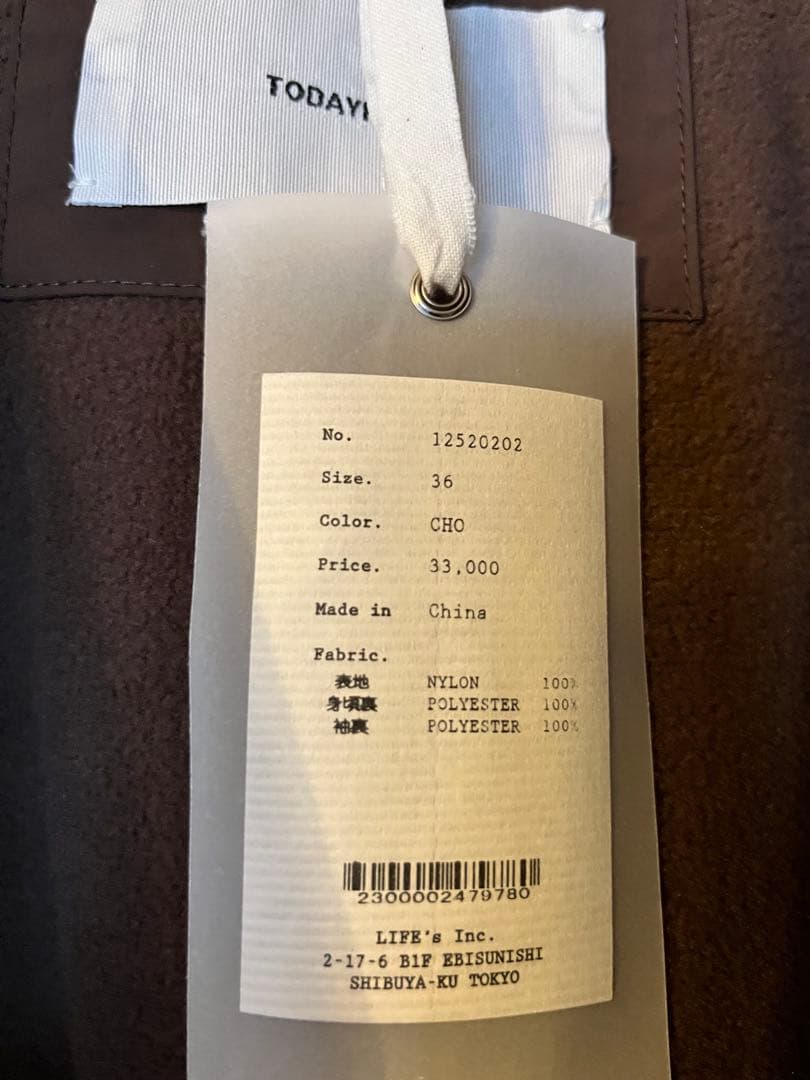 TODAYF
No. 12520202
Size. 36
Color. CHO
Price. 33,000
Made in China
Fabric.
表地 NYLON 100%
身頃裏 POLYESTER 100%
袖裏 POLYESTER 100%
2300002479780
LIFE's Inc.
2-17-6 B1F EBISUNISHI
SHIBUYA-KU TOKYO